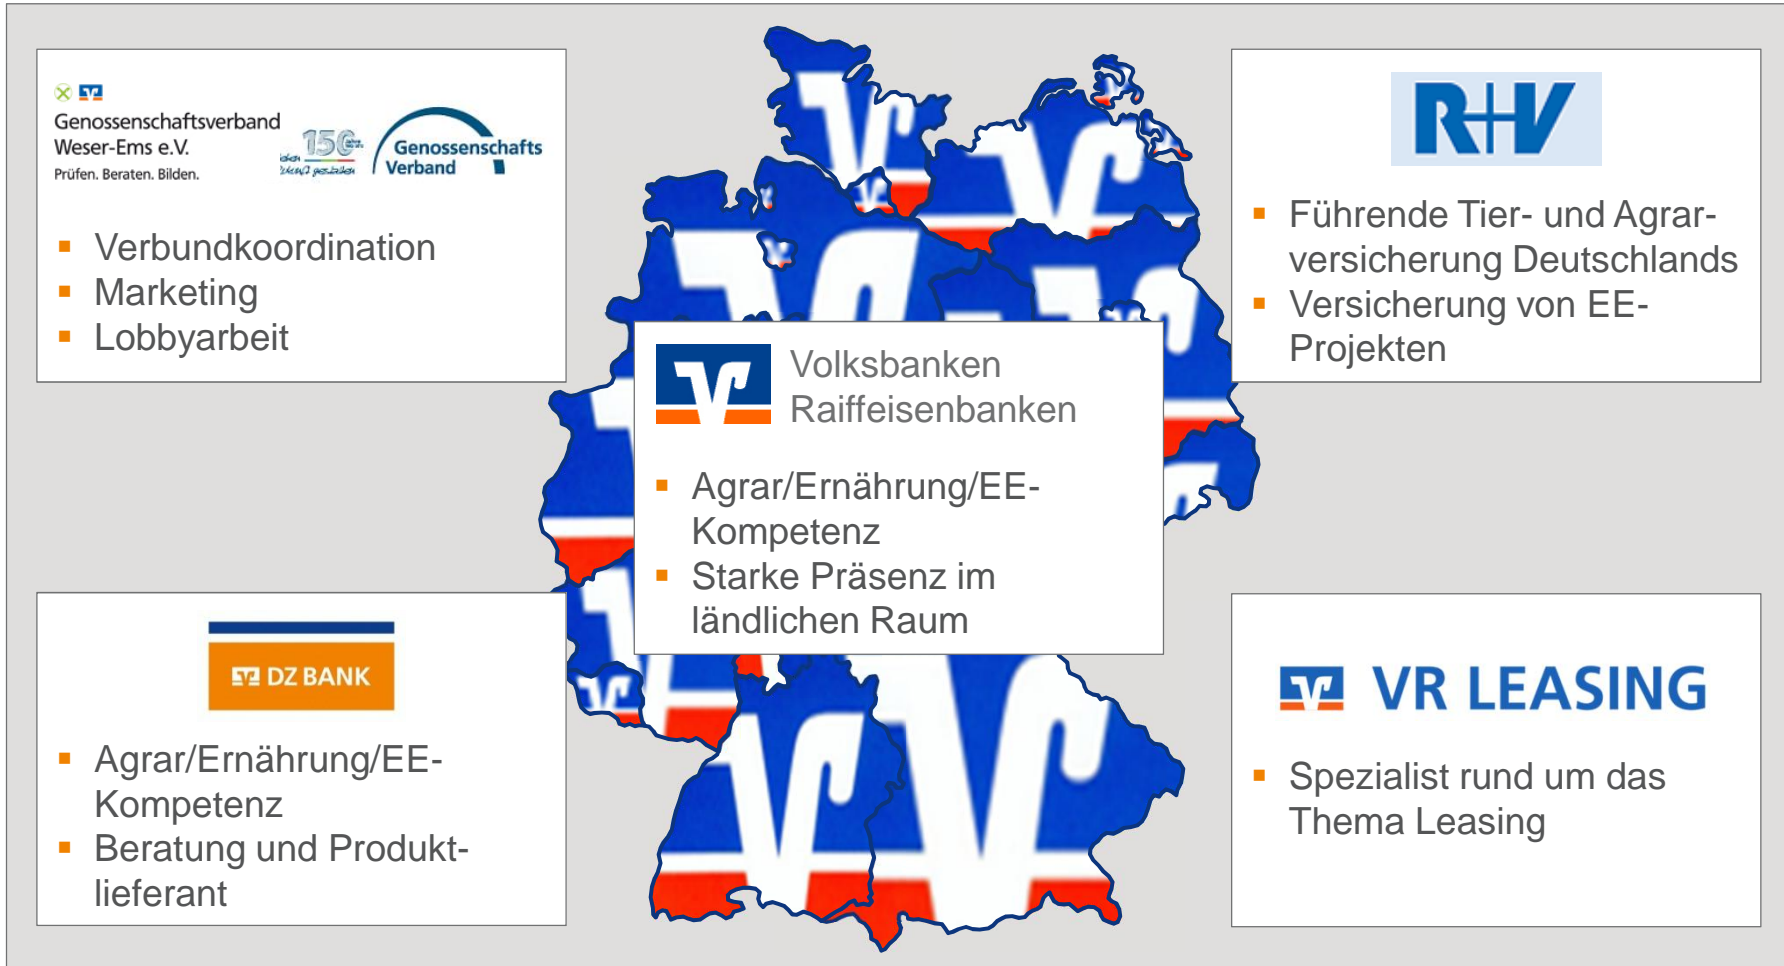 Genossenschaftsverband
Weser-Ems e.V.
Prüfen. Beraten. Bilden.
150
Genossenschafts
Verband
▪ Verbundkoordination
▪ Marketing
▪ Lobbyarbeit
R+V
▪ Führende Tier- und Agrar-
versicherung Deutschlands
▪ Versicherung von EE-
Projekten
Volksbanken
Raiffeisenbanken
▪ Agrar/Ernährung/EE-
Kompetenz
▪ Starke Präsenz im
ländlichen Raum
DZ BANK
▪ Agrar/Ernährung/EE-
Kompetenz
▪ Beratung und Produkt-
lieferant
VR LEASING
▪ Spezialist rund um das
Thema Leasing